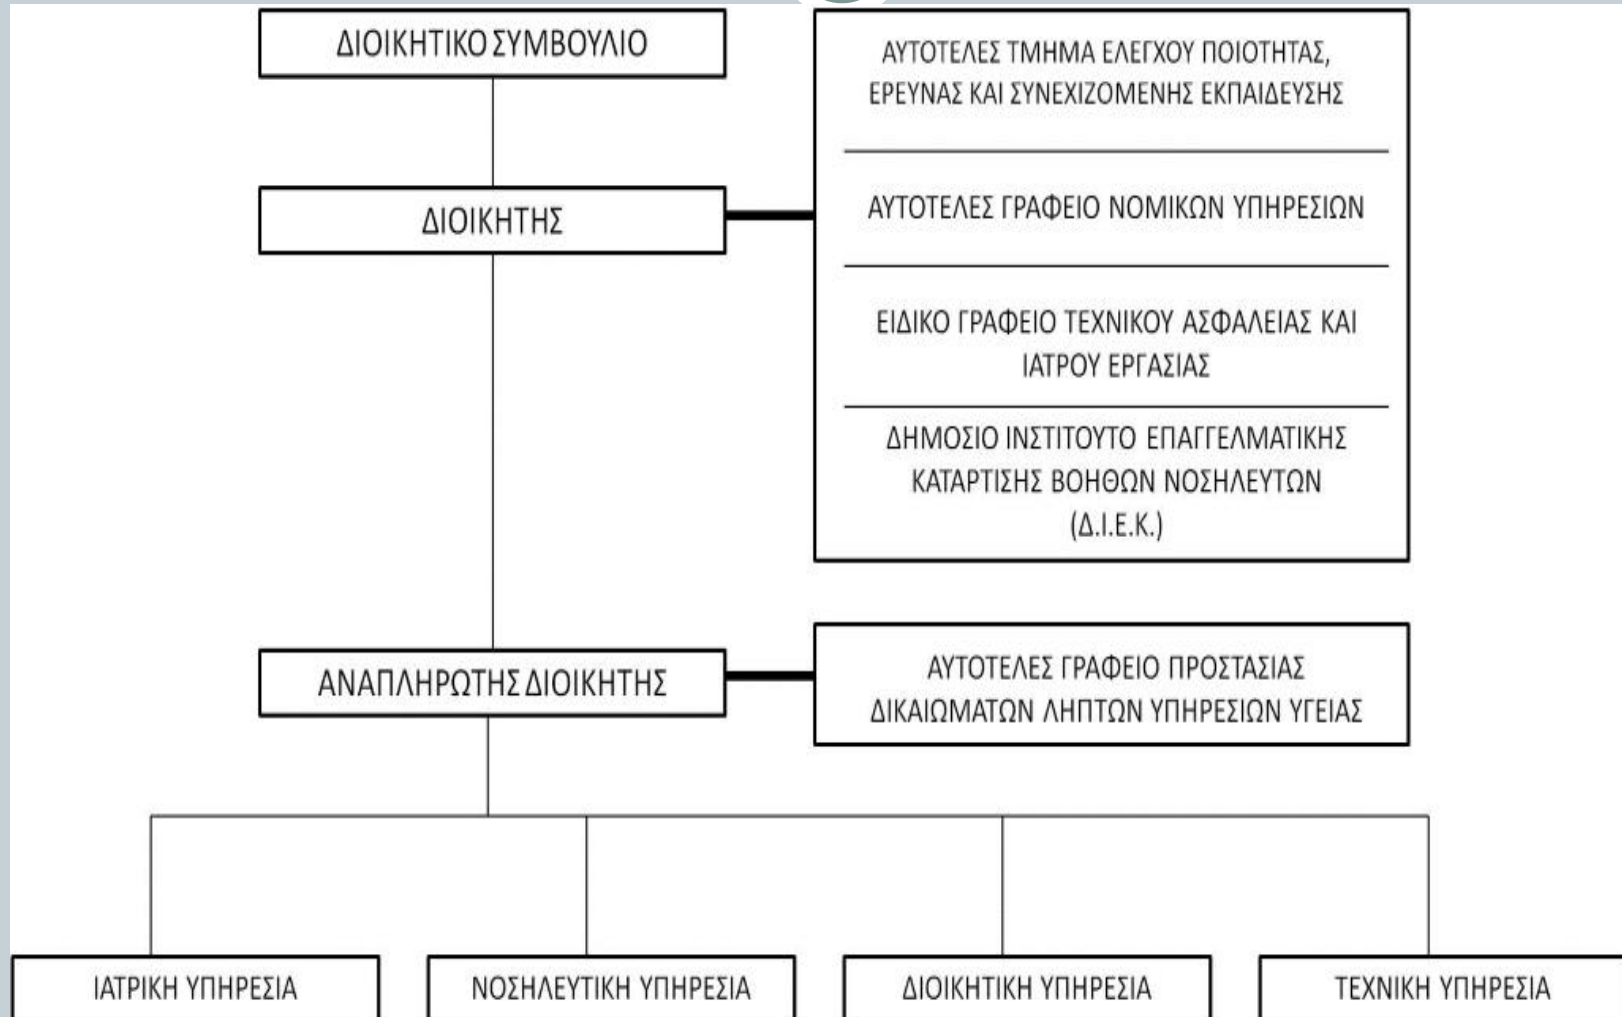 ΔΙΟΙΚΗΤΙΚΟ ΣΥΜΒΟΥΛΙΟ
ΑΥΤΟΤΕΛΕΣ ΤΜΗΜΑ ΕΛΕΓΧΟΥ ΠΟΙΟΤΗΤΑΣ,
ΕΡΕΥΝΑΣ ΚΑΙ ΣΥΝΕΧΙΖΟΜΕΝΗΣ ΕΚΠΑΙΔΕΥΣΗΣ
ΔΙΟΙΚΗΤΗΣ
ΑΥΤΟΤΕΛΕΣ ΓΡΑΦΕΙΟ ΝΟΜΙΚΩΝ ΥΠΗΡΕΣΙΩΝ
ΕΙΔΙΚΟ ΓΡΑΦΕΙΟ ΤΕΧΝΙΚΟΥ ΑΣΦΑΛΕΙΑΣ ΚΑΙ
ΙΑΤΡΟΥ ΕΡΓΑΣΙΑΣ
ΔΗΜΟΣΙΟ ΙΝΣΤΙΤΟΥΤΟ ΕΠΑΓΓΕΛΜΑΤΙΚΗΣ
ΚΑΤΑΡΤΙΣΗΣ ΒΟΗΘΩΝ ΝΟΣΗΛΕΥΤΩΝ
(Δ.Ι.Ε.Κ.)
ΑΝΑΠΛΗΡΩΤΗΣ ΔΙΟΙΚΗΤΗΣ
ΑΥΤΟΤΕΛΕΣ ΓΡΑΦΕΙΟ ΠΡΟΣΤΑΣΙΑΣ
ΔΙΚΑΙΩΜΑΤΩΝ ΛΗΠΤΩΝ ΥΠΗΡΕΣΙΩΝ ΥΓΕΙΑΣ
ΙΑΤΡΙΚΗ ΥΠΗΡΕΣΙΑ
ΝΟΣΗΛΕΥΤΙΚΗ ΥΠΗΡΕΣΙΑ
ΔΙΟΙΚΗΤΙΚΗ ΥΠΗΡΕΣΙΑ
ΤΕΧΝΙΚΗ ΥΠΗΡΕΣΙΑ